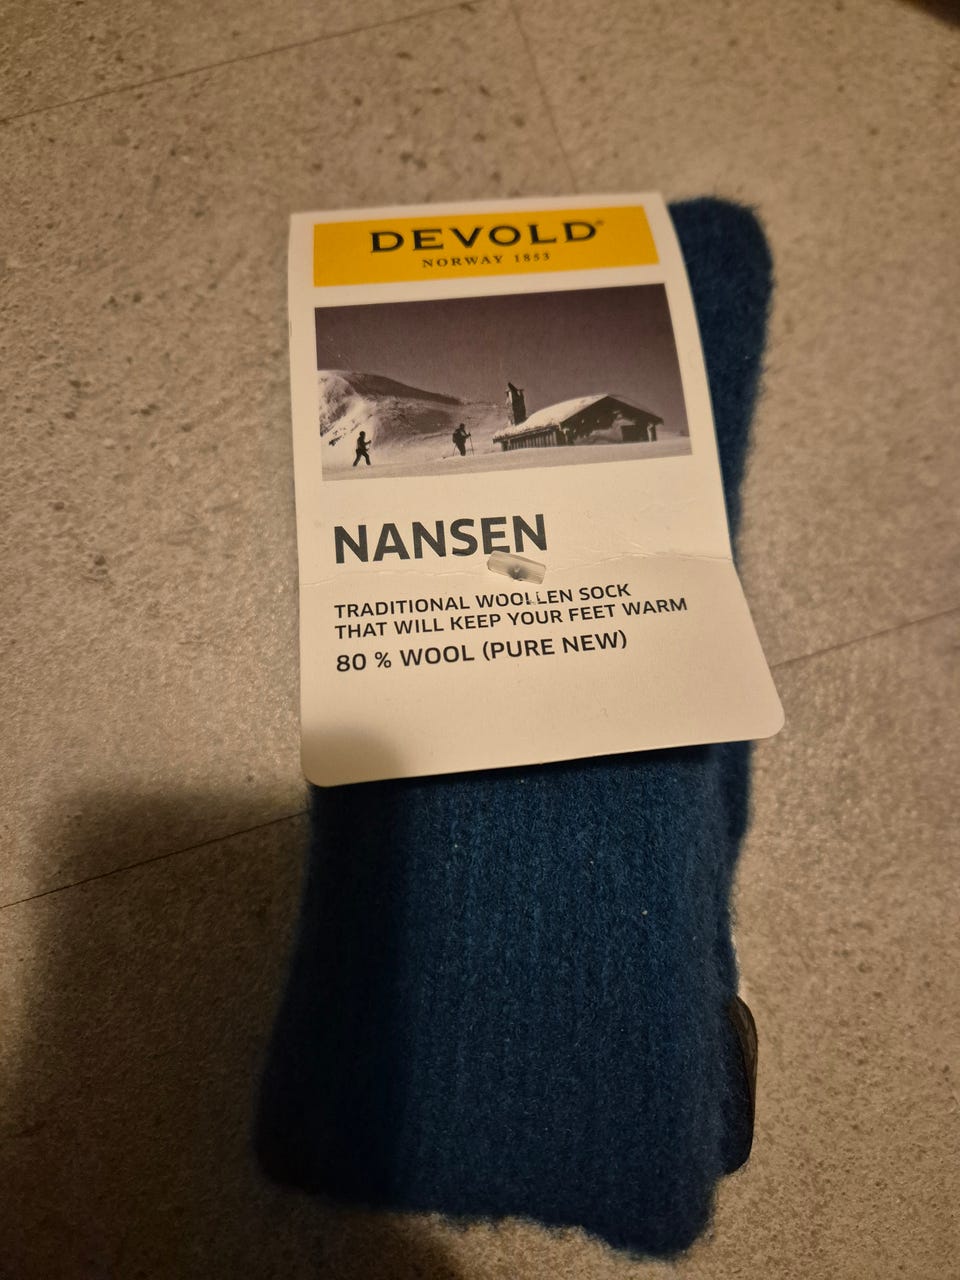 DEVOLD®
NORWAY 1853
NANSEN
TRADITIONAL WOOLLEN SOCK
THAT WILL KEEP YOUR FEET WARM
80 % WOOL (PURE NEW)